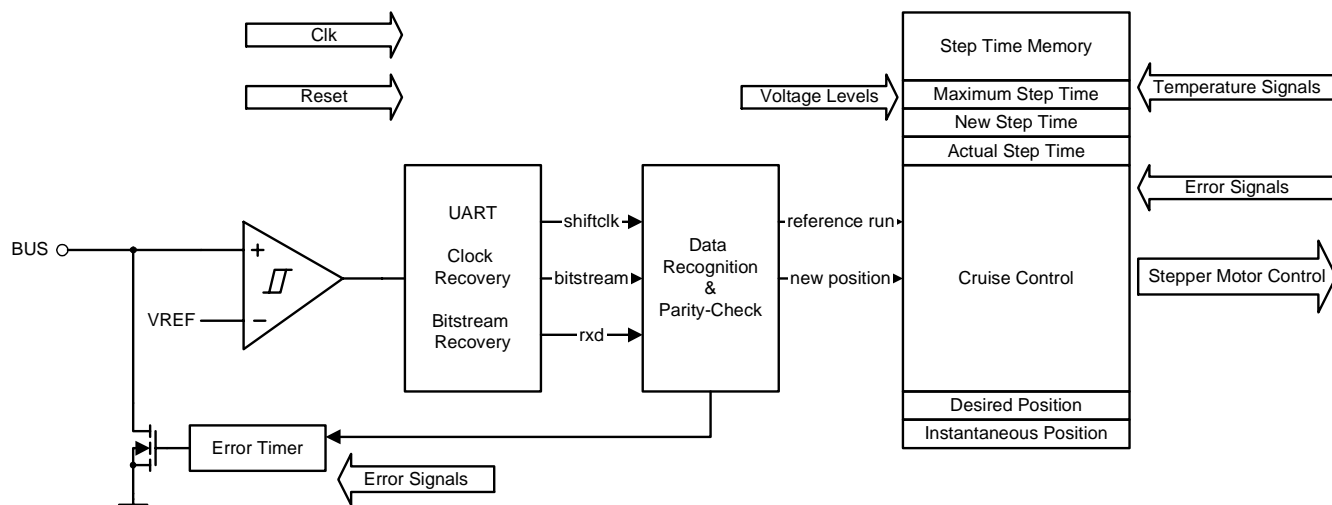 Clk
Reset
Voltage Levels
Step Time Memory
Maximum Step Time
New Step Time
Actual Step Time
Temperature Signals
Error Signals
BUS
+
VREF
−
UART
Clock
Recovery
Bitstream
Recovery
shiftclk
bitstream
rxd
Data
Recognition
&
Parity-Check
reference run
new position
Cruise Control
Stepper Motor Control
Desired Position
Instantaneous Position
Error Timer
Error Signals